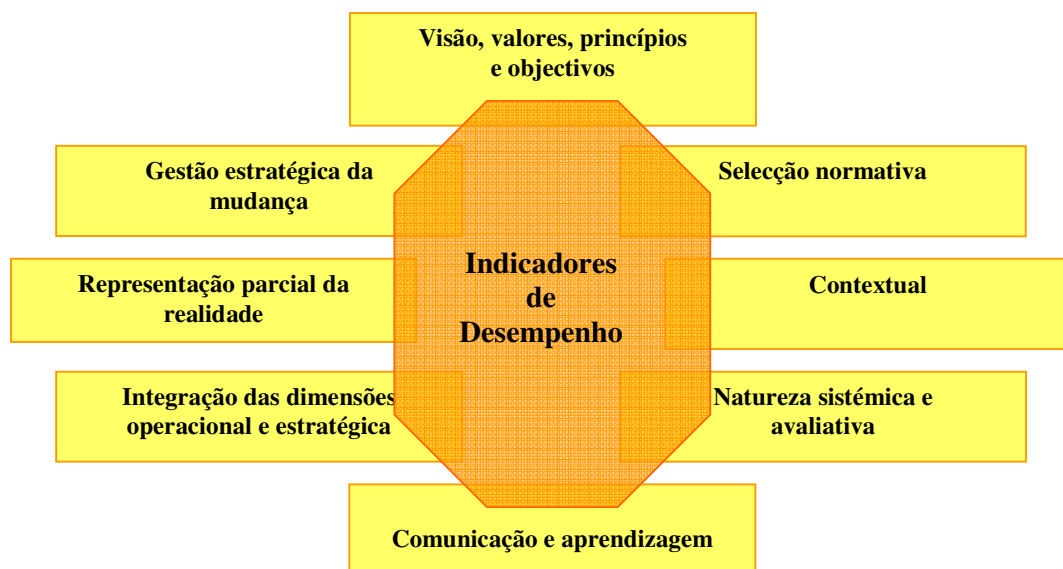 Visão, valores, princípios
e objectivos
Gestão estratégica da
mudança
Selecção normativa
Representação parcial da
realidade
Indicadores
de
Desempenho
Contextual
Integração das dimensões
operacional e estratégica
Natureza sistémica e
avaliativa
Comunicação e aprendizagem